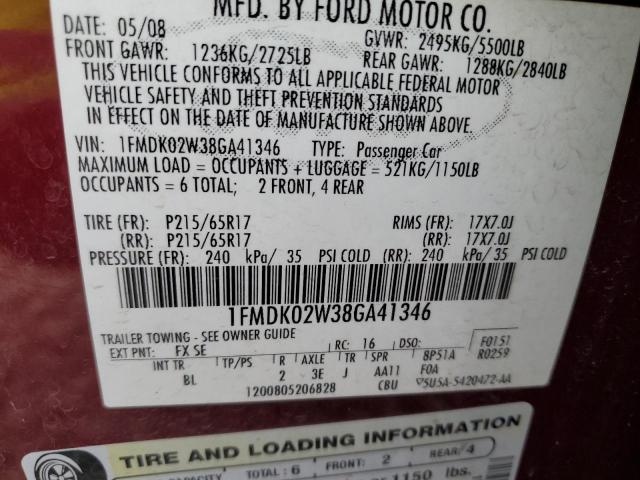 MFD. BY FORD MOTOR CO.
DATE: 05/08 GVWR: 2495KG/5500LB
FRONT GAWR: 1236KG/2725LB REAR GAWR: 1288KG/2840LB
THIS VEHICLE CONFORMS TO ALL APPLICABLE FEDERAL MOTOR
VEHICLE SAFETY AND THEFT PREVENTION STANDARDS
IN EFFECT ON THE DATE OF MANUFACTURE SHOWN ABOVE.
VIN: 1FMDK02W38GA41346 TYPE: Passenger Car
MAXIMUM LOAD = OCCUPANTS + LUGGAGE = 521KG/1150LB
OCCUPANTS = 6 TOTAL; 2 FRONT, 4 REAR
TIRE (FR): P215/65R17 RIMS (FR): 17X7.0J
(RR): P215/65R17 (RR): 17X7.0J
PRESSURE (FR): 240 kPa/ 35 PSI COLD (RR): 240 kPa/ 35 PSI COLD
1FMDK02W38GA41346
TRAILER TOWING - SEE OWNER GUIDE
EXT PNT: FX SE RC: 16 DSO: F0151
INT TR TP/PS R AXLE TR SPR 8P51A R0259
BL 2 3E J AA11 F0A
1200805206828 CBU 5U5A-5420472-AA
TIRE AND LOADING INFORMATION
CAPACITY TOTAL: 6 FRONT: 2 REAR: 4
1150 lbs.